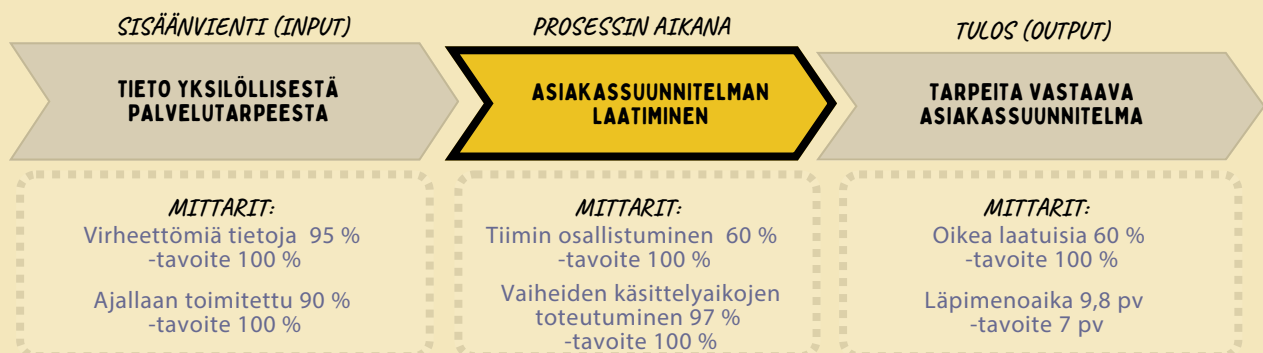 SISÄÄNVIENTI (INPUT)
TIETO YKSILÖLLISESTÄ
PALVELUTARPEESTA
MITTARIT:
Virheettömiä tietoja 95 %
-tavoite 100 %
Ajallaan toimitettu 90 %
-tavoite 100 %
PROSESSIN AIKANA
ASIAKASSUUNNITELMAN
LAATIMINEN
MITTARIT:
Tiimin osallistuminen 60 %
-tavoite 100 %
Vaiheiden käsittelyaikojen
toteutuminen 97 %
-tavoite 100 %
TULOS (OUTPUT)
TARPEITA VASTAAVA
ASIAKASSUUNNITELMA
MITTARIT:
Oikea laatuisia 60 %
-tavoite 100 %
Läpimenoaika 9,8 pv
-tavoite 7 pv